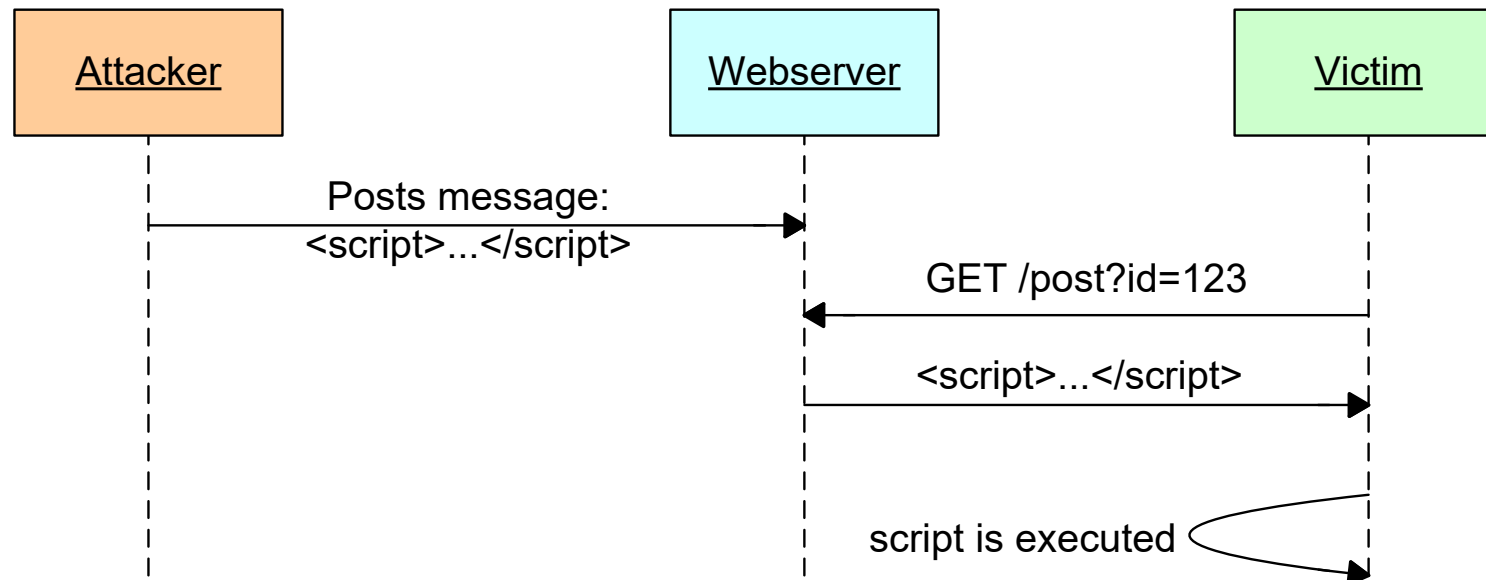 Attacker
Webserver
Victim
Posts message:
<script>...</script>
GET /post?id=123
<script>...</script>
script is executed